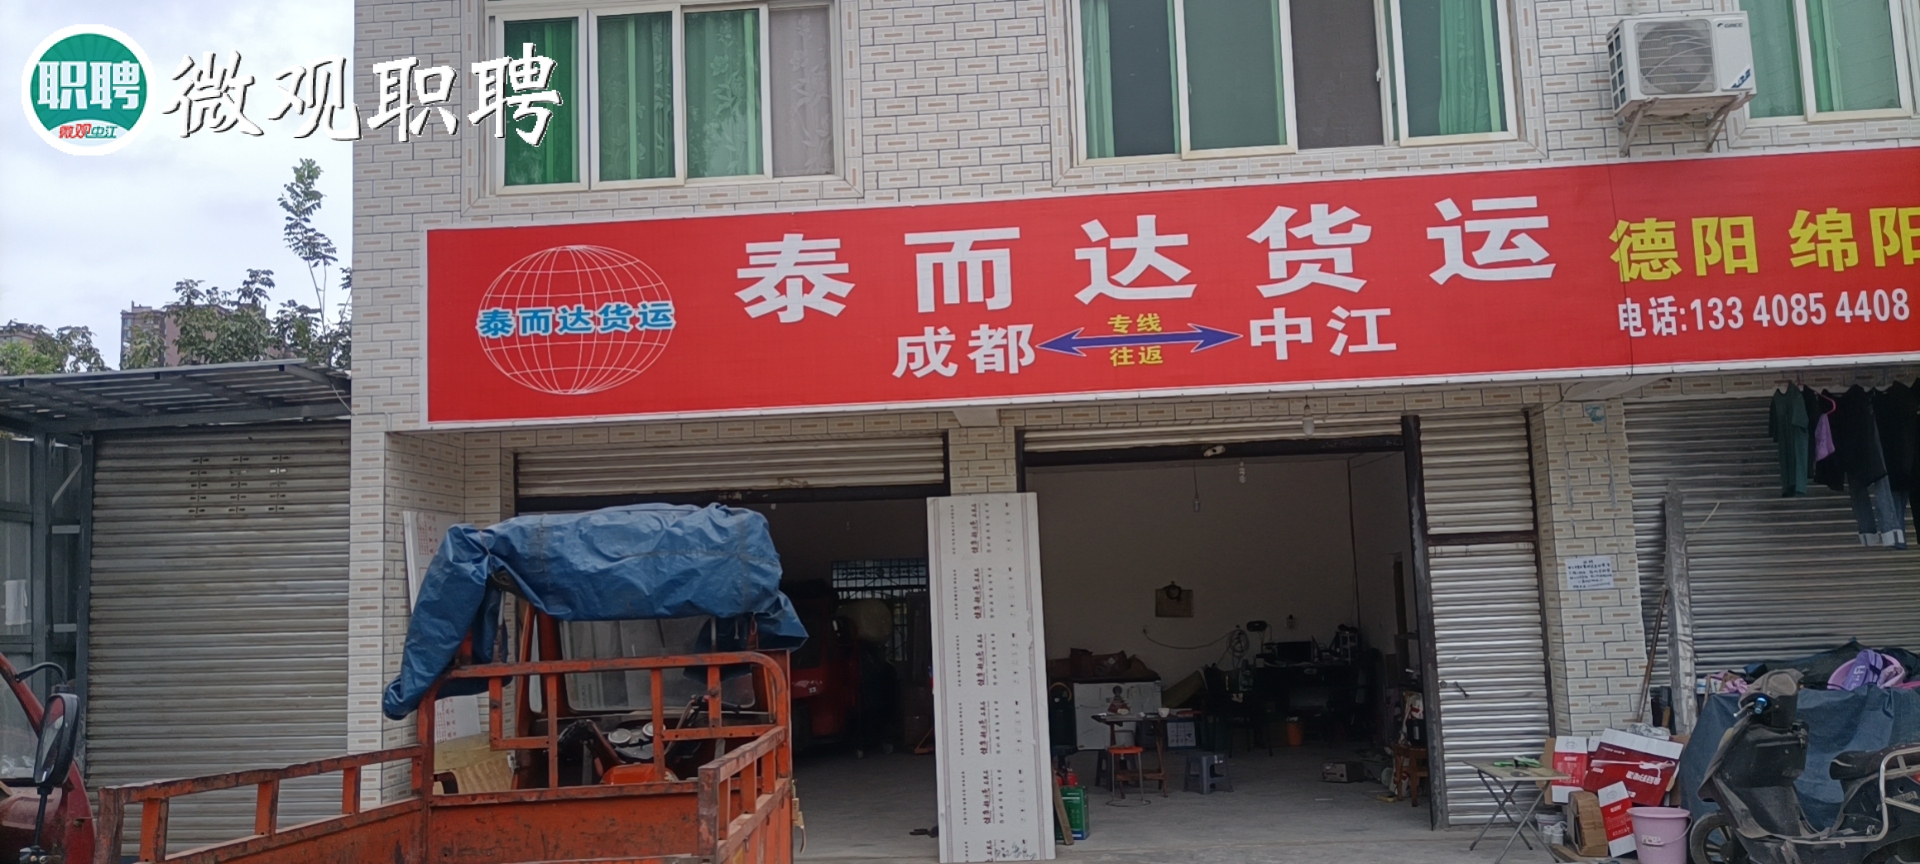 职聘
微观中江
微观职聘
泰而达货运
泰而达货运
成都
专线
往返
中江
德阳 绵阳
电话:133 4085 4408